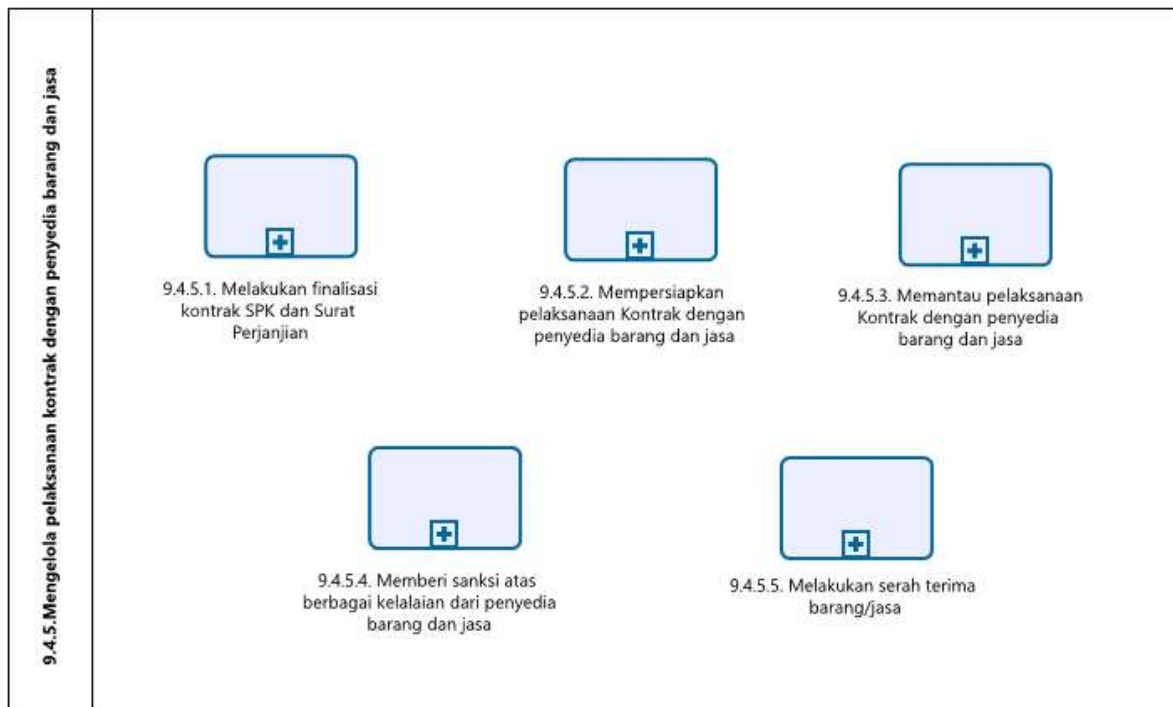 9.4.5.Mengelola pelaksanaan kontrak dengan penyedia barang dan jasa
9.4.5.1. Melakukan finalisasi
kontrak SPK dan Surat
Perjanjian
9.4.5.2. Mempersiapkan
pelaksanaan Kontrak dengan
penyedia barang dan jasa
9.4.5.3. Memantau pelaksanaan
Kontrak dengan penyedia
barang dan jasa
9.4.5.4. Memberi sanksi atas
berbagai kelalaian dari penyedia
barang dan jasa
9.4.5.5. Melakukan serah terima
barang/jasa